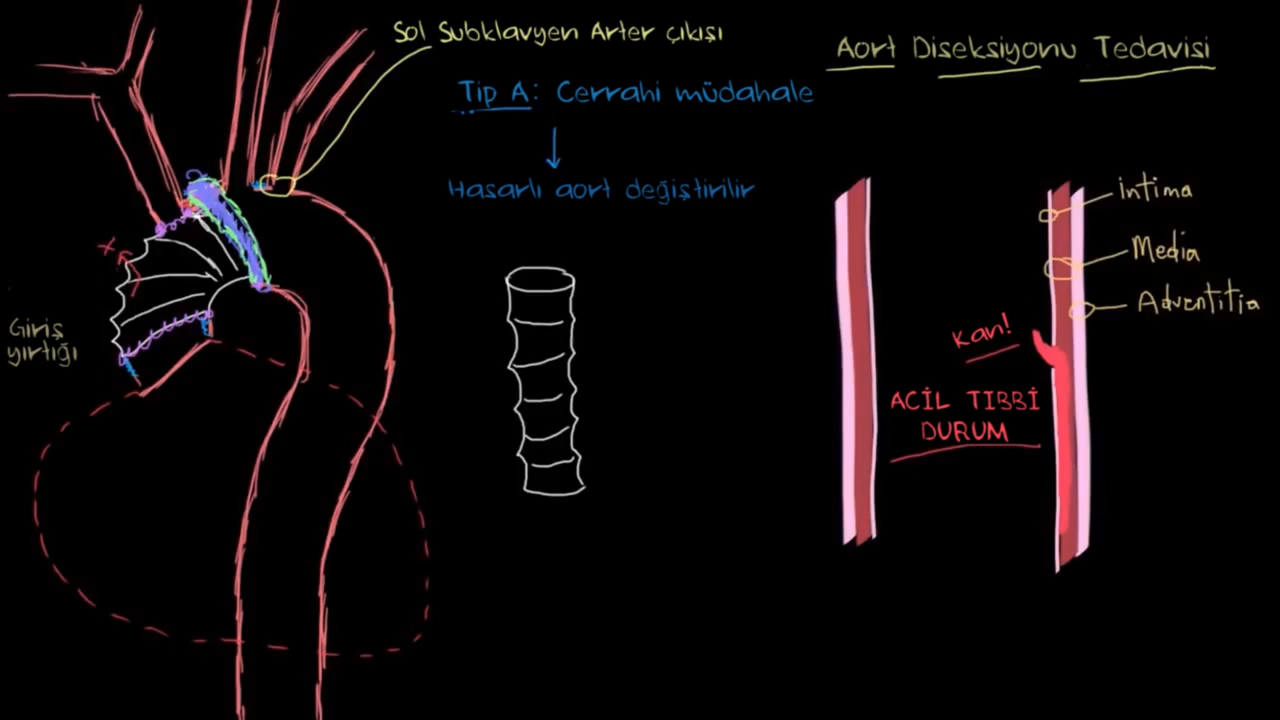 Sol Subklavyen Arter çıkışı
Aort Diseksiyonu Tedavisi
Tip A: Cerrahi müdahale
Hasarlı aort değiştirilir
İntima
Media
Adventitia
Giriş
yırtığı
Kan!
ACİL TIBBİ
DURUM